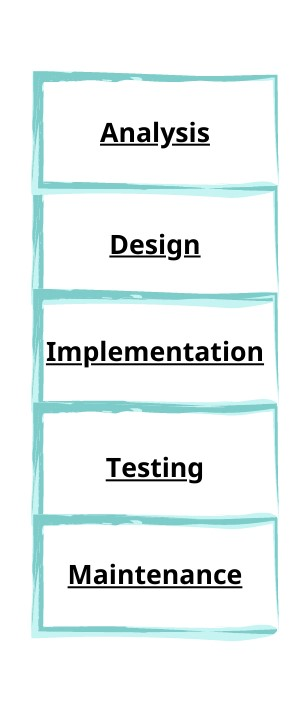 Analysis
Design
Implementation
Testing
Maintenance